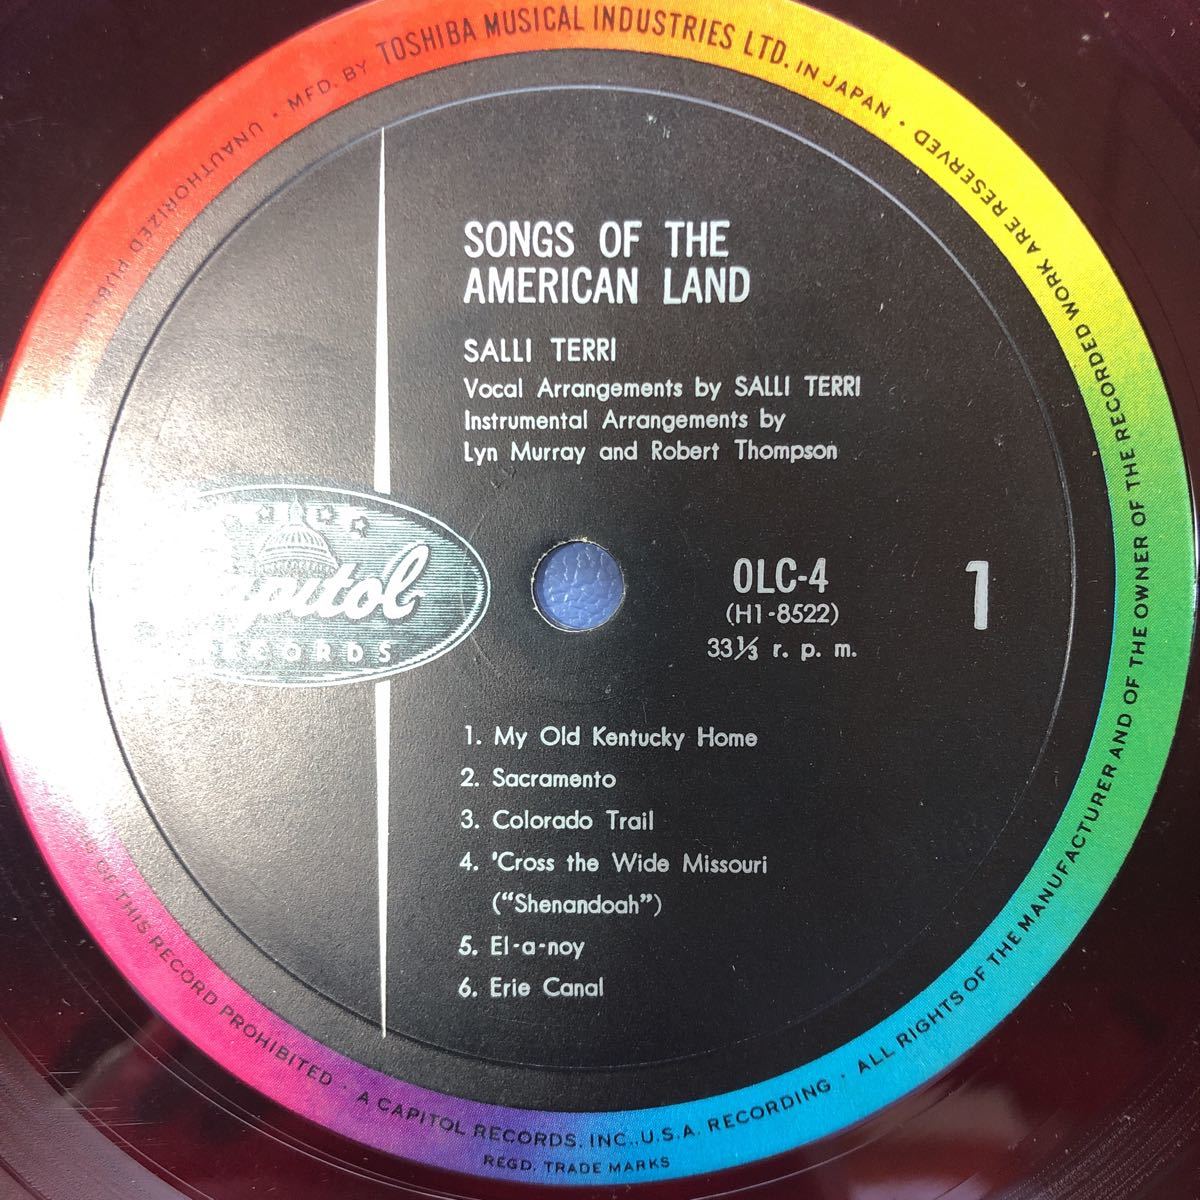 MFD. BY TOSHIBA MUSICAL INDUSTRIES LTD. IN JAPAN · ALL RIGHTS OF THE MANUFACTURER AND OF THE OWNER OF THE RECORDED WORK ARE RESERVED ·
UNAUTHORIZED OF THIS RECORD PROHIBITED · A CAPITOL RECORDS, INC., U.S.A. RECORDING ·
REGD. TRADE MARKS
SONGS OF THE
AMERICAN LAND
SALLI TERRI
Vocal Arrangements by SALLI TERRI
Instrumental Arrangements by
Lyn Murray and Robert Thompson
Capitol
RECORDS
OLC-4
(H1-8522)
33⅓ r. p. m.
1
1. My Old Kentucky Home
2. Sacramento
3. Colorado Trail
4. 'Cross the Wide Missouri
("Shenandoah")
5. El-a-noy
6. Erie Canal